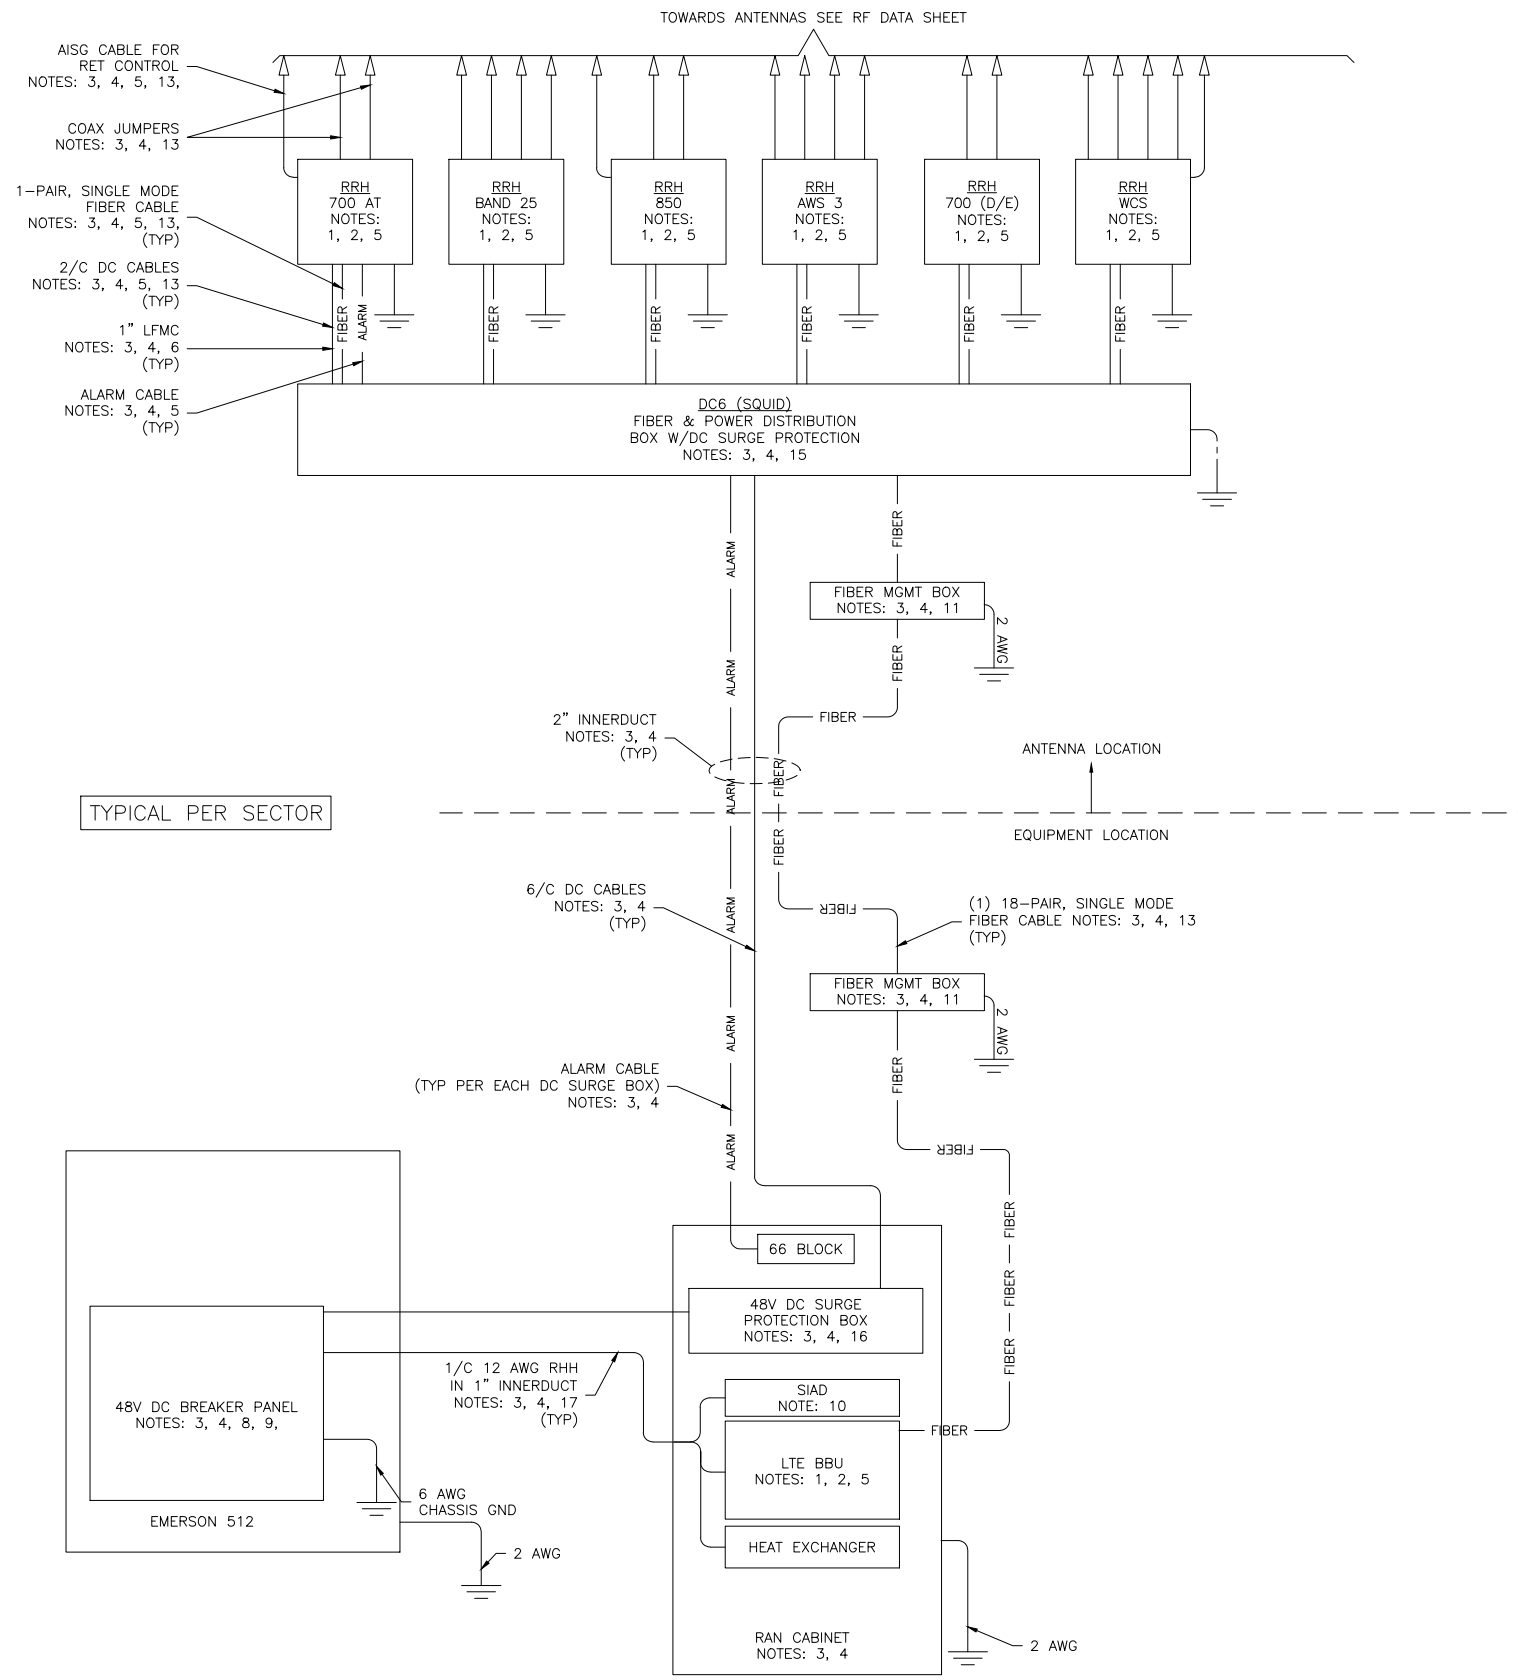 TOWARDS ANTENNAS SEE RF DATA SHEET
AISG CABLE FOR
RET CONTROL
NOTES: 3, 4, 5, 13,
COAX JUMPERS
NOTES: 3, 4, 13
1-PAIR, SINGLE MODE
FIBER CABLE
NOTES: 3, 4, 5, 13,
(TYP)
2/C DC CABLES
NOTES: 3, 4, 5, 13
(TYP)
1" LFMC
NOTES: 3, 4, 6
(TYP)
ALARM CABLE
NOTES: 3, 4, 5
(TYP)
RRH
700 AT
NOTES:
1, 2, 5
RRH
BAND 25
NOTES:
1, 2, 5
RRH
850
NOTES:
1, 2, 5
RRH
AWS 3
NOTES:
1, 2, 5
RRH
700 (D/E)
NOTES:
1, 2, 5
RRH
WCS
NOTES:
1, 2, 5
FIBER
ALARM
FIBER
FIBER
FIBER
FIBER
FIBER
DC6 (SQUID)
FIBER & POWER DISTRIBUTION
BOX W/DC SURGE PROTECTION
NOTES: 3, 4, 15
ALARM
FIBER
FIBER MGMT BOX
NOTES: 3, 4, 11
2 AWG
ALARM
FIBER
FIBER
2" INNERDUCT
NOTES: 3, 4
(TYP)
ALARM
FIBER
ANTENNA LOCATION
TYPICAL PER SECTOR
EQUIPMENT LOCATION
FIBER
6/C DC CABLES
NOTES: 3, 4
(TYP)
ALARM
FIBER
(1) 18-PAIR, SINGLE MODE
FIBER CABLE NOTES: 3, 4, 13
(TYP)
FIBER MGMT BOX
NOTES: 3, 4, 11
2 AWG
ALARM
FIBER
ALARM CABLE
(TYP PER EACH DC SURGE BOX)
NOTES: 3, 4
ALARM
FIBER
FIBER
FIBER
FIBER
FIBER
FIBER
FIBER
66 BLOCK
48V DC SURGE
PROTECTION BOX
NOTES: 3, 4, 16
1/C 12 AWG RHH
IN 1" INNERDUCT
NOTES: 3, 4, 17
(TYP)
SIAD
NOTE: 10
48V DC BREAKER PANEL
NOTES: 3, 4, 8, 9,
FIBER
LTE BBU
NOTES: 1, 2, 5
6 AWG
CHASSIS GND
EMERSON 512
HEAT EXCHANGER
2 AWG
RAN CABINET
NOTES: 3, 4
2 AWG